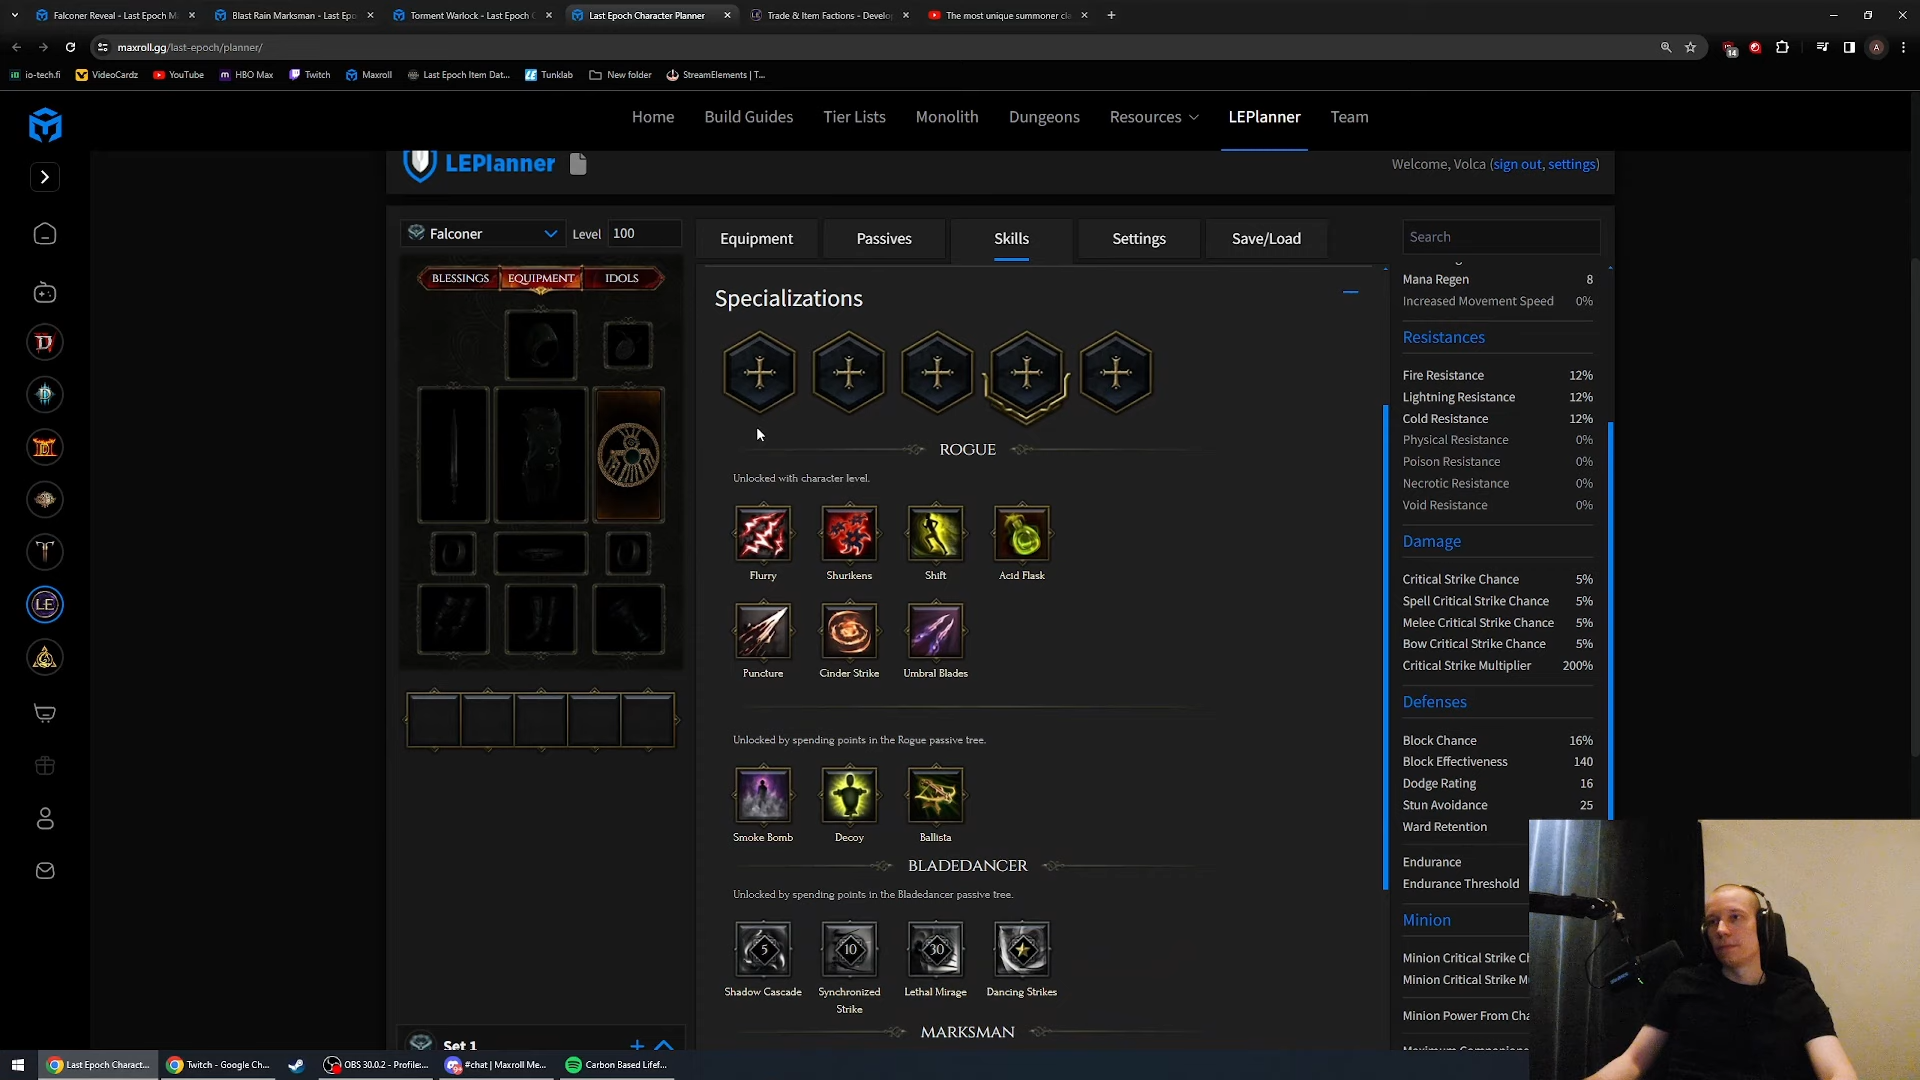 Falconer Reveal - Last Epoch M
Blast Rain Marksman - Last Epo
Torment Warlock - Last Epoch C
Last Epoch Character Planner
Trade & Item Factions - Develo
The most unique summoner cla
maxroll.gg/last-epoch/planner/
14
A
io-tech.fi
VideoCardz
YouTube
HBO Max
Twitch
Maxroll
Last Epoch Item Dat...
Tunklab
New folder
StreamElements | T...
Home
Build Guides
Tier Lists
Monolith
Dungeons
Resources
LEPlanner
Team
LEPlanner
Welcome, Volca (sign out, settings)
Falconer
Level
100
Equipment
Passives
Skills
Settings
Save/Load
Search
BLESSINGS
EQUIPMENT
IDOLS
Specializations
Mana Regen 8
Increased Movement Speed 0%
Resistances
Fire Resistance 12%
Lightning Resistance 12%
Cold Resistance 12%
Physical Resistance 0%
Poison Resistance 0%
Necrotic Resistance 0%
Void Resistance 0%
Damage
Critical Strike Chance 5%
Spell Critical Strike Chance 5%
Melee Critical Strike Chance 5%
Bow Critical Strike Chance 5%
Critical Strike Multiplier 200%
Defenses
Block Chance 16%
Block Effectiveness 140
Dodge Rating 16
Stun Avoidance 25
Ward Retention
Endurance
Endurance Threshold
Minion
Minion Critical Strike Ch
Minion Critical Strike M
Minion Power From Cha
ROGUE
Unlocked with character level.
Flurry
Shurikens
Shift
Acid Flask
Puncture
Cinder Strike
Umbral Blades
Unlocked by spending points in the Rogue passive tree.
Smoke Bomb
Decoy
Ballista
BLADEDANCER
Unlocked by spending points in the Bladedancer passive tree.
5
10
30
Shadow Cascade
Synchronized
Strike
Lethal Mirage
Dancing Strikes
MARKSMAN
Set 1
LE
Last Epoch Charact...
Twitch - Google Ch...
OBS 30.0.2 - Profile:...
#chat | Maxroll Me...
Carbon Based Lifef...